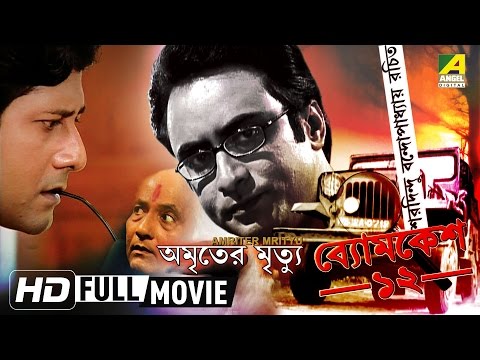 ANGEL
DIGITAL
শরদিন্দু বন্দোপাধ্যায় রচিত
AMRITER MRITYU
অমৃতের মৃত্যু
ব্যোমকেশ
১২
HD FULL MOVIE